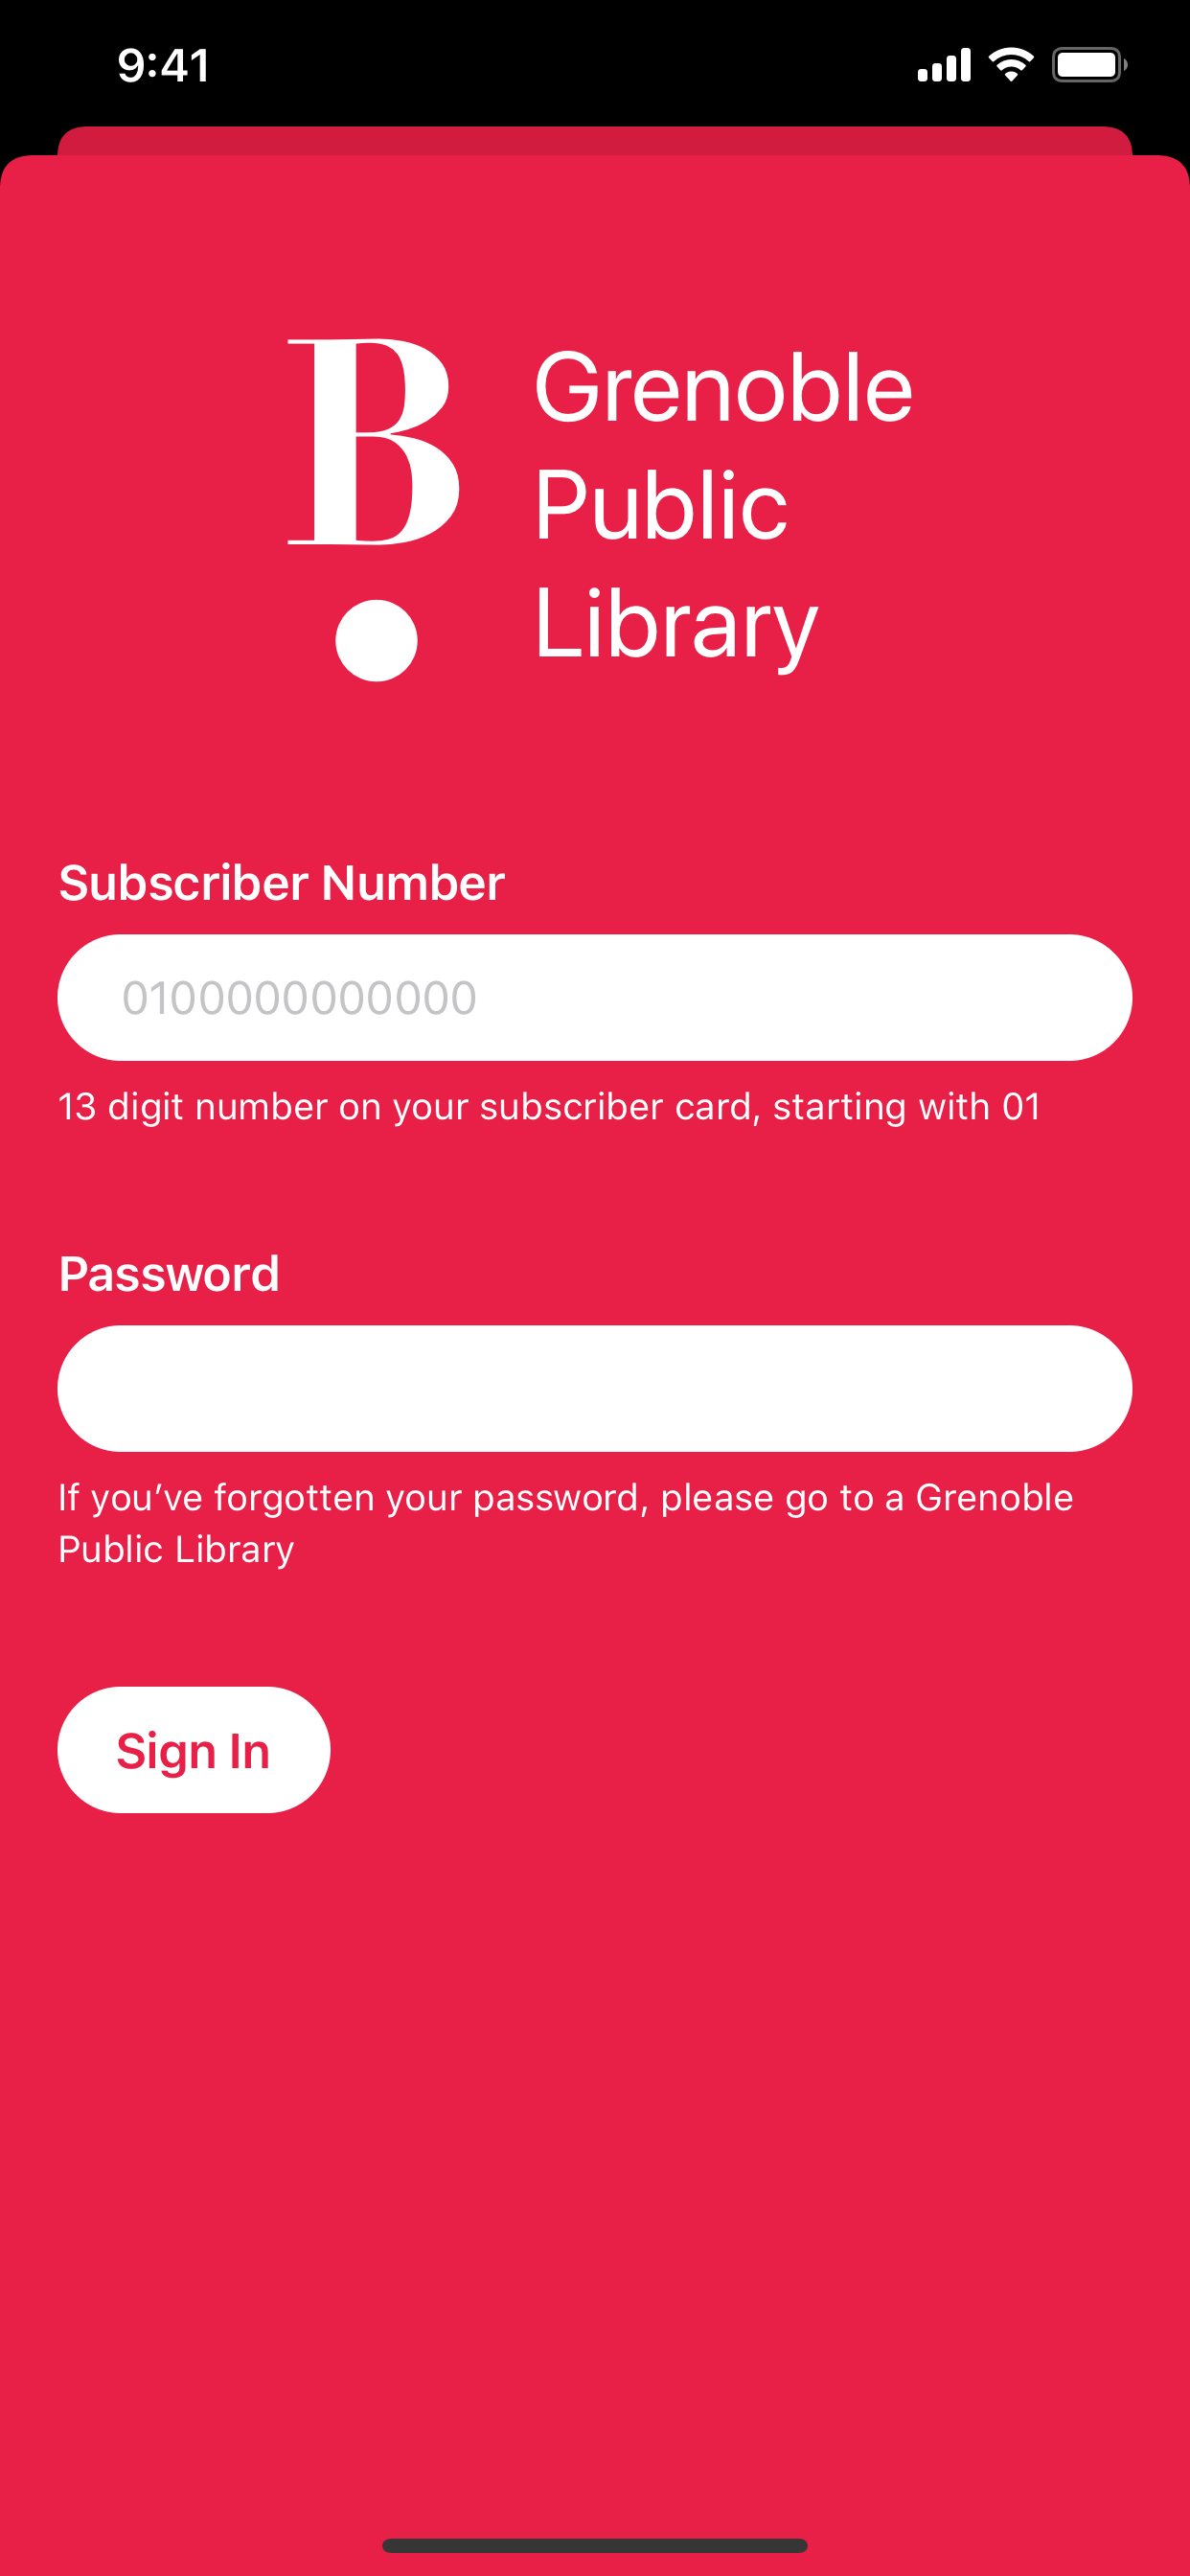 9:41
B
Grenoble
Public
Library
Subscriber Number
0100000000000
13 digit number on your subscriber card, starting with 01
Password
If you’ve forgotten your password, please go to a Grenoble
Public Library
Sign In